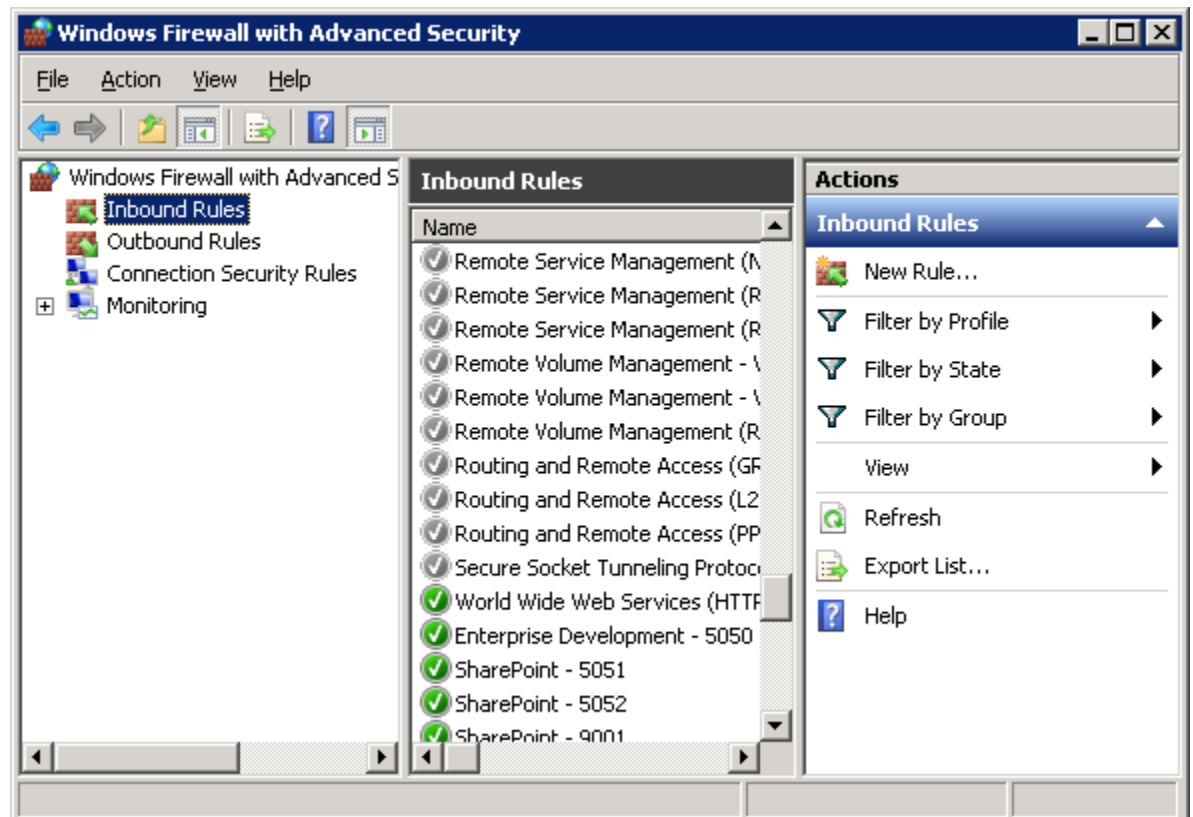 Windows Firewall with Advanced Security
File Action View Help
Windows Firewall with Advanced S
Inbound Rules
Outbound Rules
Connection Security Rules
Monitoring
Inbound Rules
Name
Remote Service Management (N
Remote Service Management (R
Remote Service Management (R
Remote Volume Management - V
Remote Volume Management - V
Remote Volume Management (R
Routing and Remote Access (GR
Routing and Remote Access (L2
Routing and Remote Access (PP
Secure Socket Tunneling Protoco
World Wide Web Services (HTTP
Enterprise Development - 5050
SharePoint - 5051
SharePoint - 5052
SharePoint - 9001
Actions
Inbound Rules
New Rule...
Filter by Profile
Filter by State
Filter by Group
View
Refresh
Export List...
Help